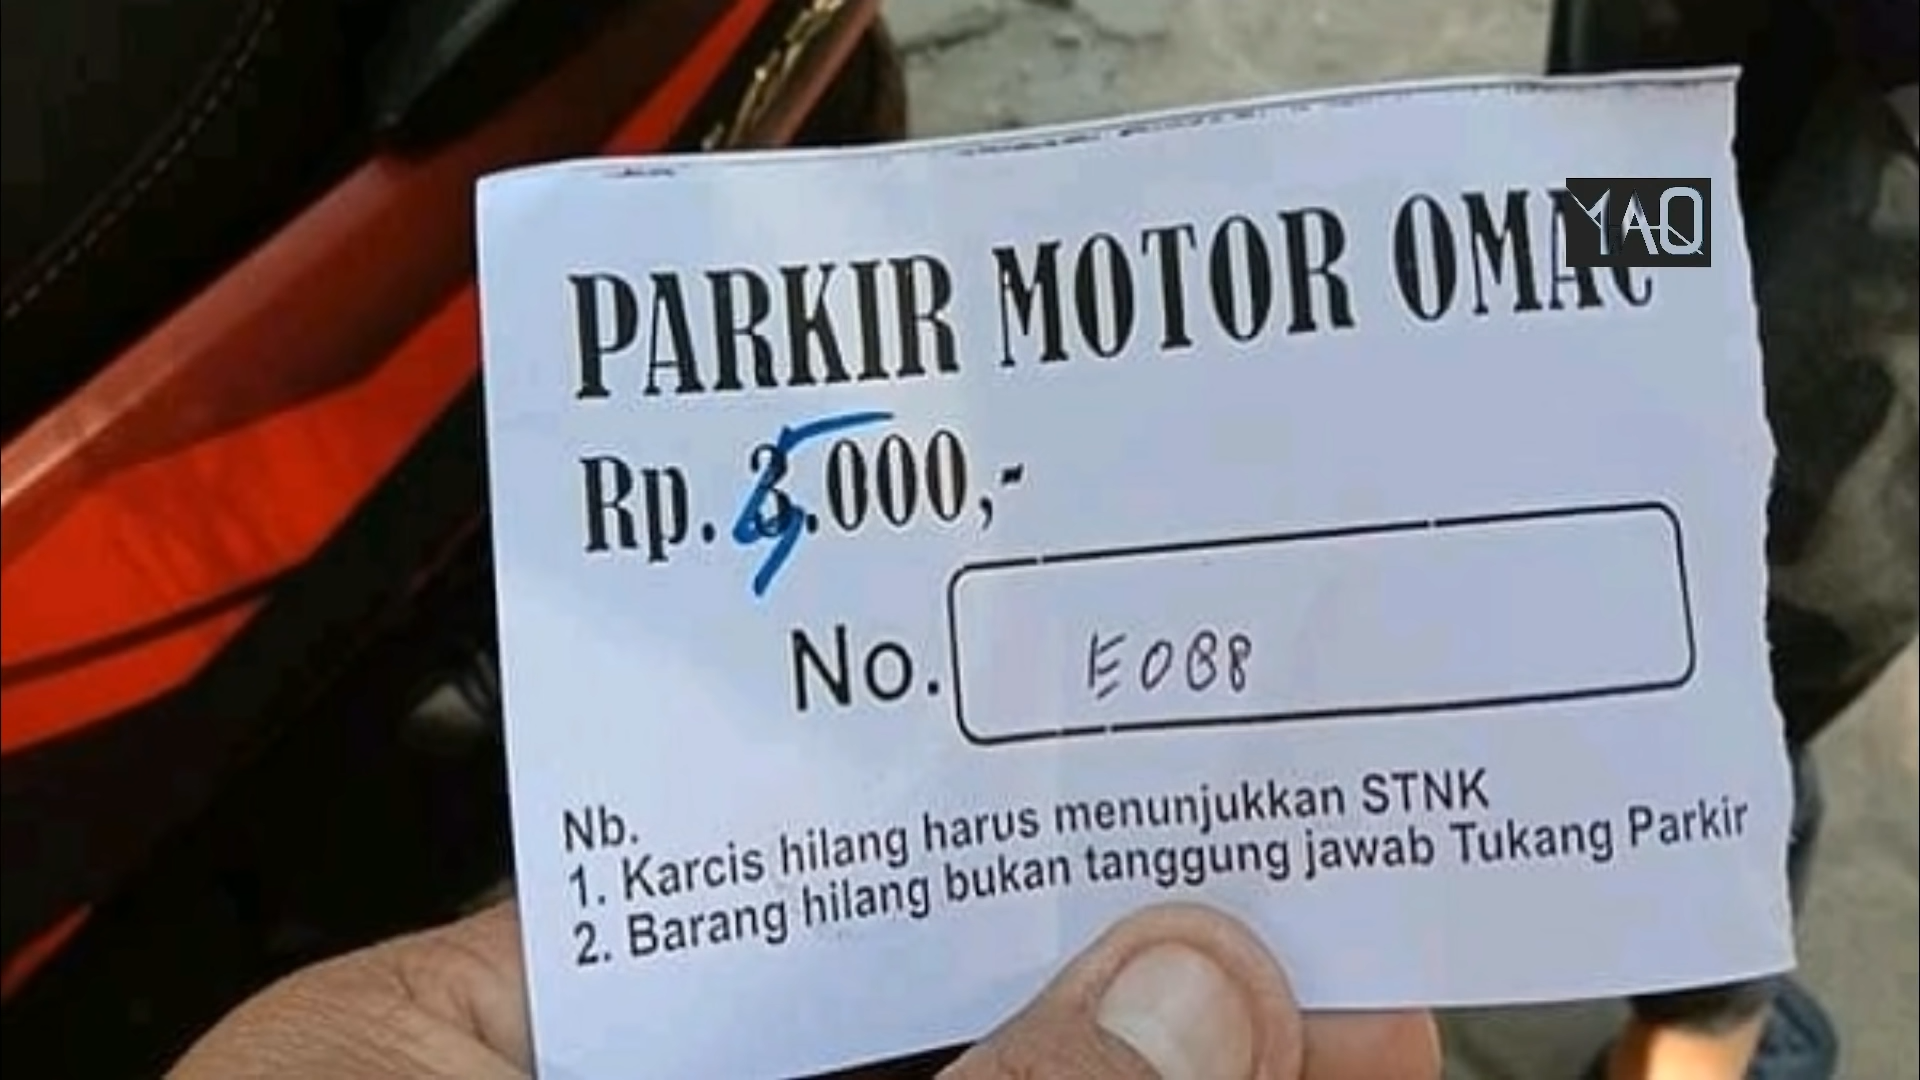 PARKIR MOTOR OMAC
YAQ
Rp. 5.000,-
No. E088
Nb.
1. Karcis hilang harus menunjukkan STNK
2. Barang hilang bukan tanggung jawab Tukang Parkir